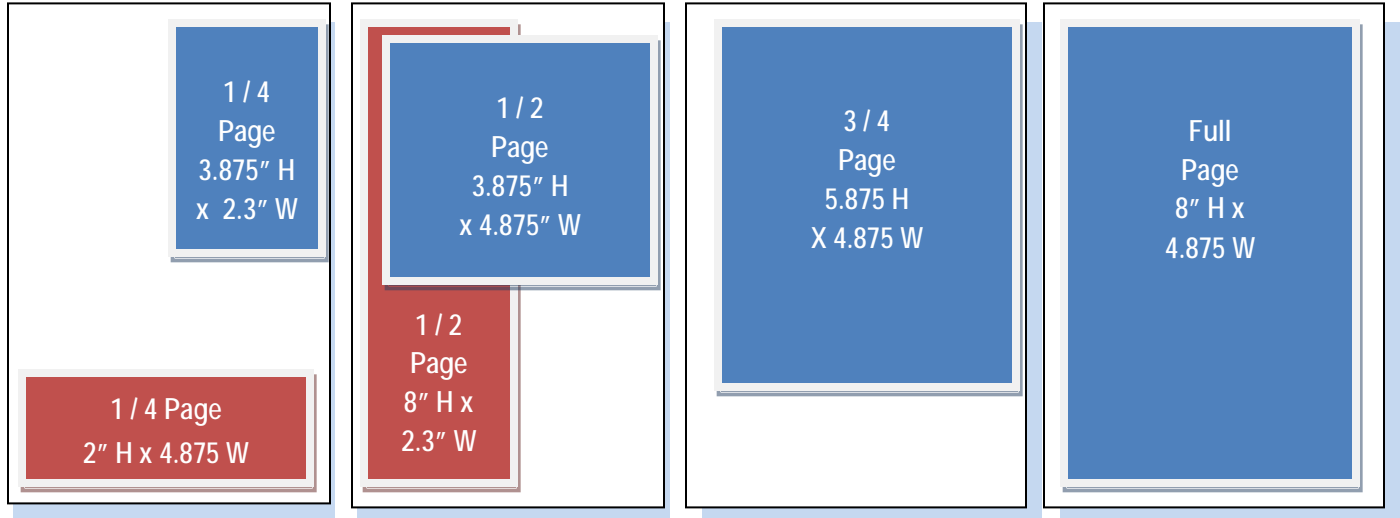 1 / 4
Page
3.875″ H
x 2.3″ W
1 / 4 Page
2″ H x 4.875 W
1 / 2
Page
3.875″ H
x 4.875″ W
1 / 2
Page
8″ H x
2.3″ W
3 / 4
Page
5.875 H
X 4.875 W
Full
Page
8″ H x
4.875 W